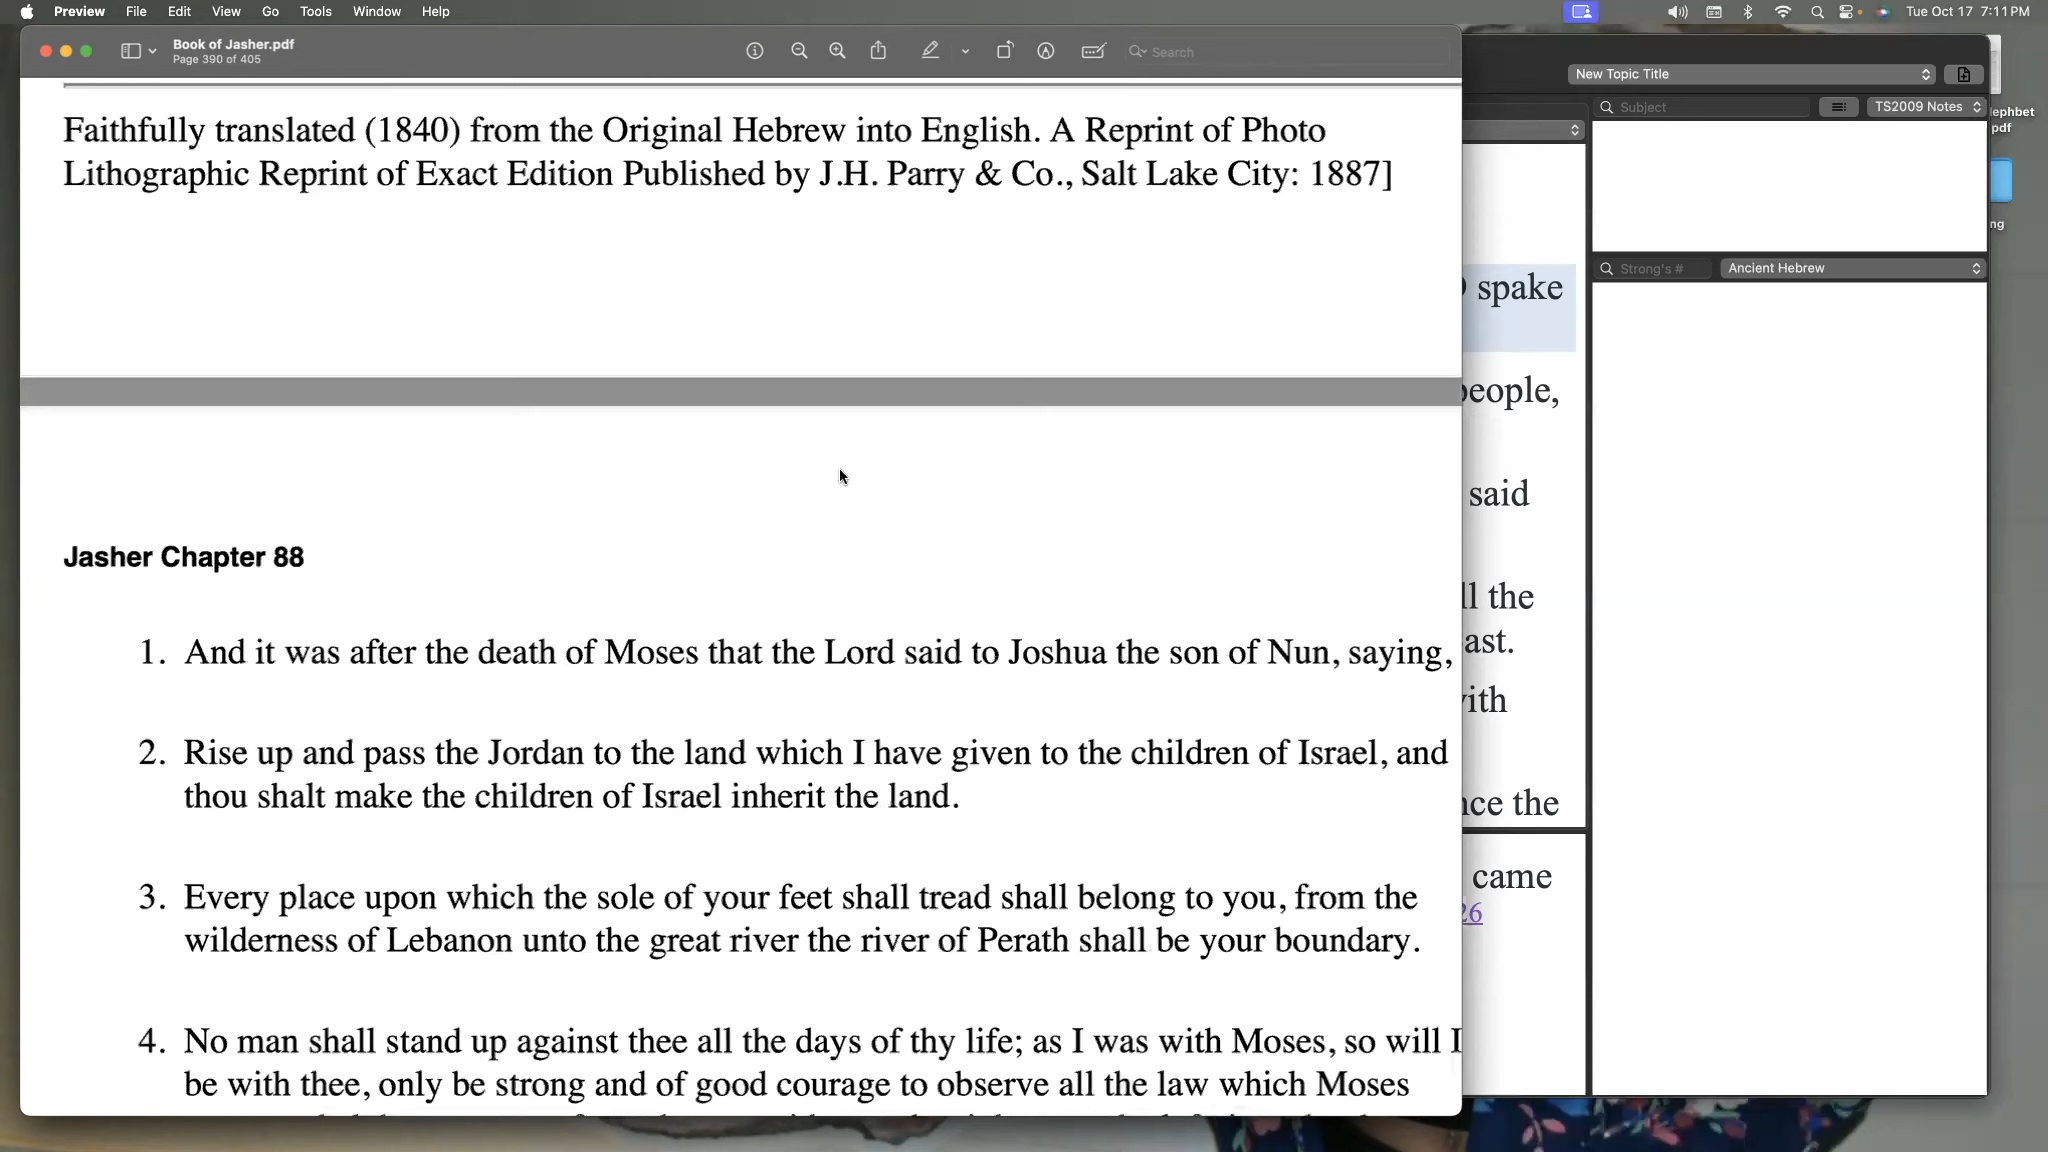 Preview File Edit View Go Tools Window Help
Tue Oct 17 7:11 PM
Book of Jasher.pdf
Page 390 of 405
Search
Faithfully translated (1840) from the Original Hebrew into English. A Reprint of Photo
Lithographic Reprint of Exact Edition Published by J.H. Parry & Co., Salt Lake City: 1887]
Jasher Chapter 88
1. And it was after the death of Moses that the Lord said to Joshua the son of Nun, saying,
2. Rise up and pass the Jordan to the land which I have given to the children of Israel, and
thou shalt make the children of Israel inherit the land.
3. Every place upon which the sole of your feet shall tread shall belong to you, from the
wilderness of Lebanon unto the great river the river of Perath shall be your boundary.
4. No man shall stand up against thee all the days of thy life; as I was with Moses, so will I
be with thee, only be strong and of good courage to observe all the law which Moses
spake
people,
said
ll the
ast.
ith
nce the
came
26
New Topic Title
Subject
TS2009 Notes
Strong's #
Ancient Hebrew
lephbet
pdf
ng